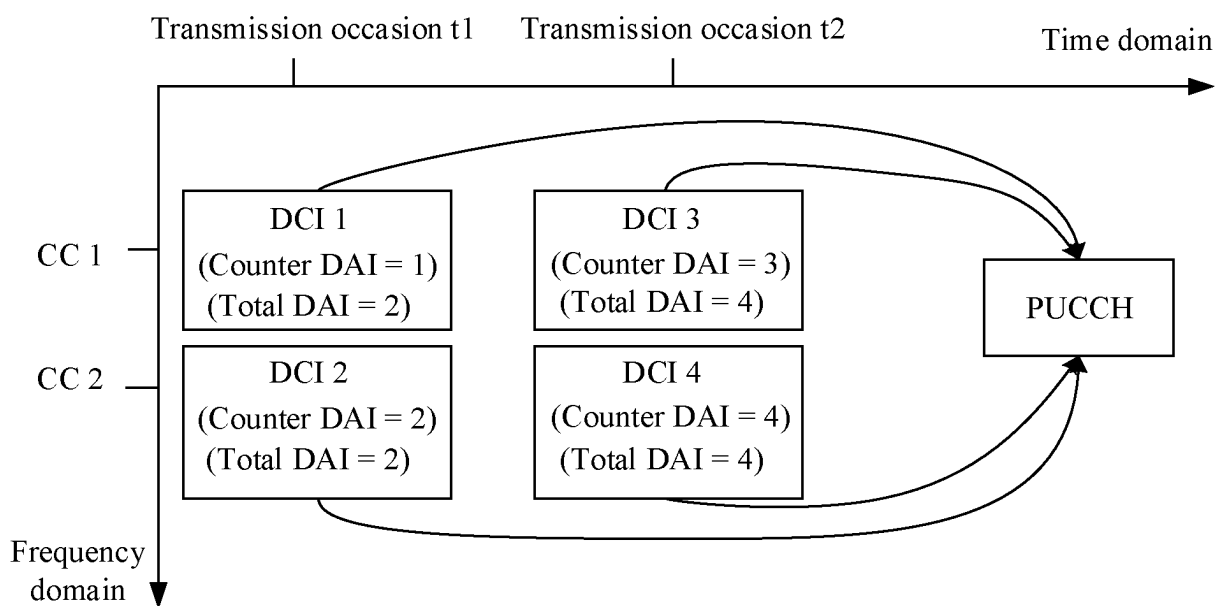 Transmission occasion t1
Transmission occasion t2
Time domain
CC 1
DCI 1
(Counter DAI = 1)
(Total DAI = 2)
DCI 3
(Counter DAI = 3)
(Total DAI = 4)
PUCCH
CC 2
DCI 2
(Counter DAI = 2)
(Total DAI = 2)
DCI 4
(Counter DAI = 4)
(Total DAI = 4)
Frequency
domain